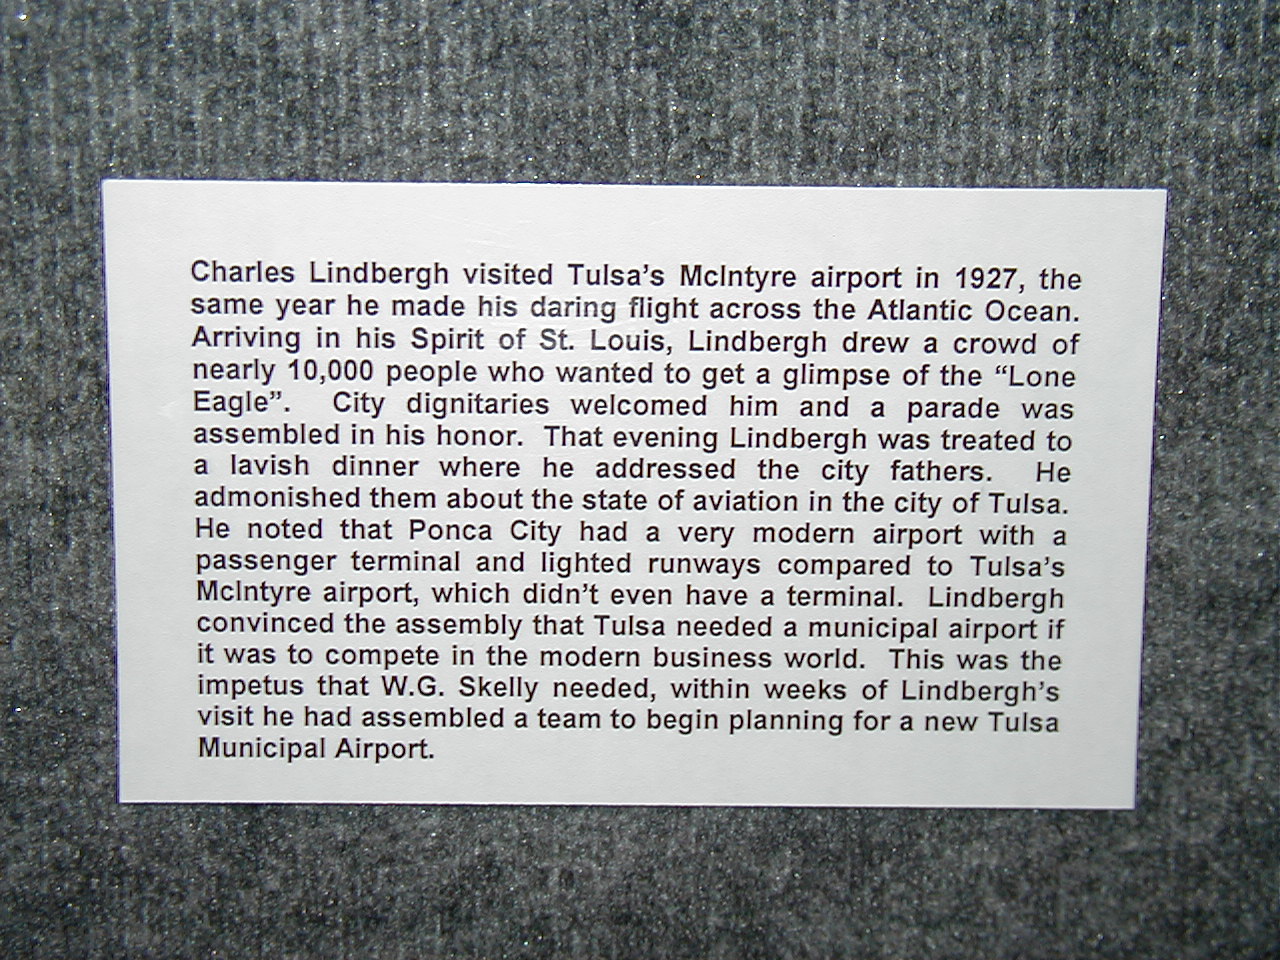 Charles Lindbergh visited Tulsa's McIntyre airport in 1927, the
same year he made his daring flight across the Atlantic Ocean.
Arriving in his Spirit of St. Louis, Lindbergh drew a crowd of
nearly 10,000 people who wanted to get a glimpse of the “Lone
Eagle”. City dignitaries welcomed him and a parade was
assembled in his honor. That evening Lindbergh was treated to
a lavish dinner where he addressed the city fathers. He
admonished them about the state of aviation in the city of Tulsa.
He noted that Ponca City had a very modern airport with a
passenger terminal and lighted runways compared to Tulsa's
McIntyre airport, which didn't even have a terminal. Lindbergh
convinced the assembly that Tulsa needed a municipal airport if
it was to compete in the modern business world. This was the
impetus that W.G. Skelly needed, within weeks of Lindbergh's
visit he had assembled a team to begin planning for a new Tulsa
Municipal Airport.